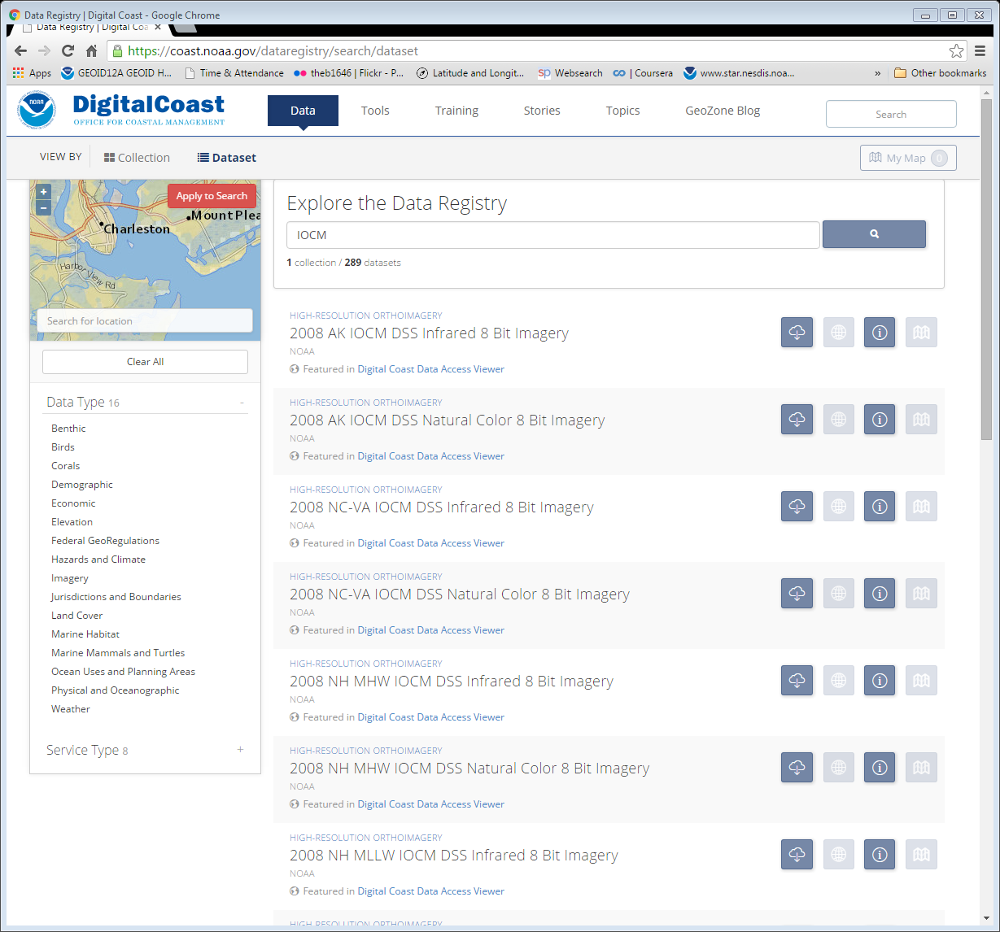 Data Registry | Digital Coast - Google Chrome
Data Registry | Digital Coa
https://coast.noaa.gov/dataregistry/search/dataset
Apps GEOID12A GEOID H... Time & Attendance theb1646 | Flickr - P... Latitude and Longit... sp Websearch | Coursera www.star.nesdis.noa... » Other bookmarks
NOAA
DigitalCoast
OFFICE FOR COASTAL MANAGEMENT
Data Tools Training Stories Topics GeoZone Blog Search
VIEW BY Collection Dataset My Map 0
+
−
Apply to Search
Mount Plea
Charleston
Harbor View Rd
Search for location
Clear All
Data Type 16 -
Benthic
Birds
Corals
Demographic
Economic
Elevation
Federal GeoRegulations
Hazards and Climate
Imagery
Jurisdictions and Boundaries
Land Cover
Marine Habitat
Marine Mammals and Turtles
Ocean Uses and Planning Areas
Physical and Oceanographic
Weather
Service Type 8 +
Explore the Data Registry
IOCM
1 collection / 289 datasets
HIGH-RESOLUTION ORTHOIMAGERY
2008 AK IOCM DSS Infrared 8 Bit Imagery
NOAA
Featured in Digital Coast Data Access Viewer
HIGH-RESOLUTION ORTHOIMAGERY
2008 AK IOCM DSS Natural Color 8 Bit Imagery
NOAA
Featured in Digital Coast Data Access Viewer
HIGH-RESOLUTION ORTHOIMAGERY
2008 NC-VA IOCM DSS Infrared 8 Bit Imagery
NOAA
Featured in Digital Coast Data Access Viewer
HIGH-RESOLUTION ORTHOIMAGERY
2008 NC-VA IOCM DSS Natural Color 8 Bit Imagery
NOAA
Featured in Digital Coast Data Access Viewer
HIGH-RESOLUTION ORTHOIMAGERY
2008 NH MHW IOCM DSS Infrared 8 Bit Imagery
NOAA
Featured in Digital Coast Data Access Viewer
HIGH-RESOLUTION ORTHOIMAGERY
2008 NH MHW IOCM DSS Natural Color 8 Bit Imagery
NOAA
Featured in Digital Coast Data Access Viewer
HIGH-RESOLUTION ORTHOIMAGERY
2008 NH MLLW IOCM DSS Infrared 8 Bit Imagery
NOAA
Featured in Digital Coast Data Access Viewer
HIGH-RESOLUTION ORTHOIMAGERY